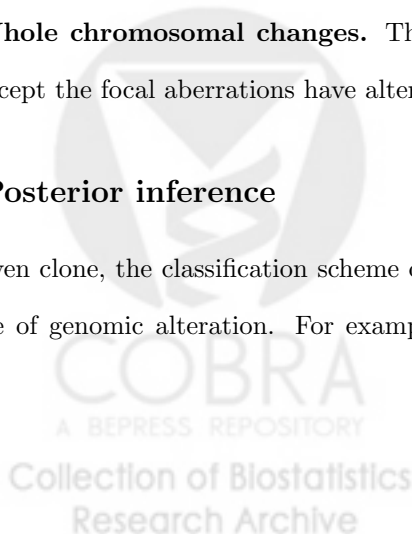 Whole chromosomal changes. Th
cept the focal aberrations have alter
Posterior inference
ven clone, the classification scheme
e of genomic alteration. For examp
COBRA
A BEPRESS REPOSITORY
Collection of Biostatistics
Research Archive